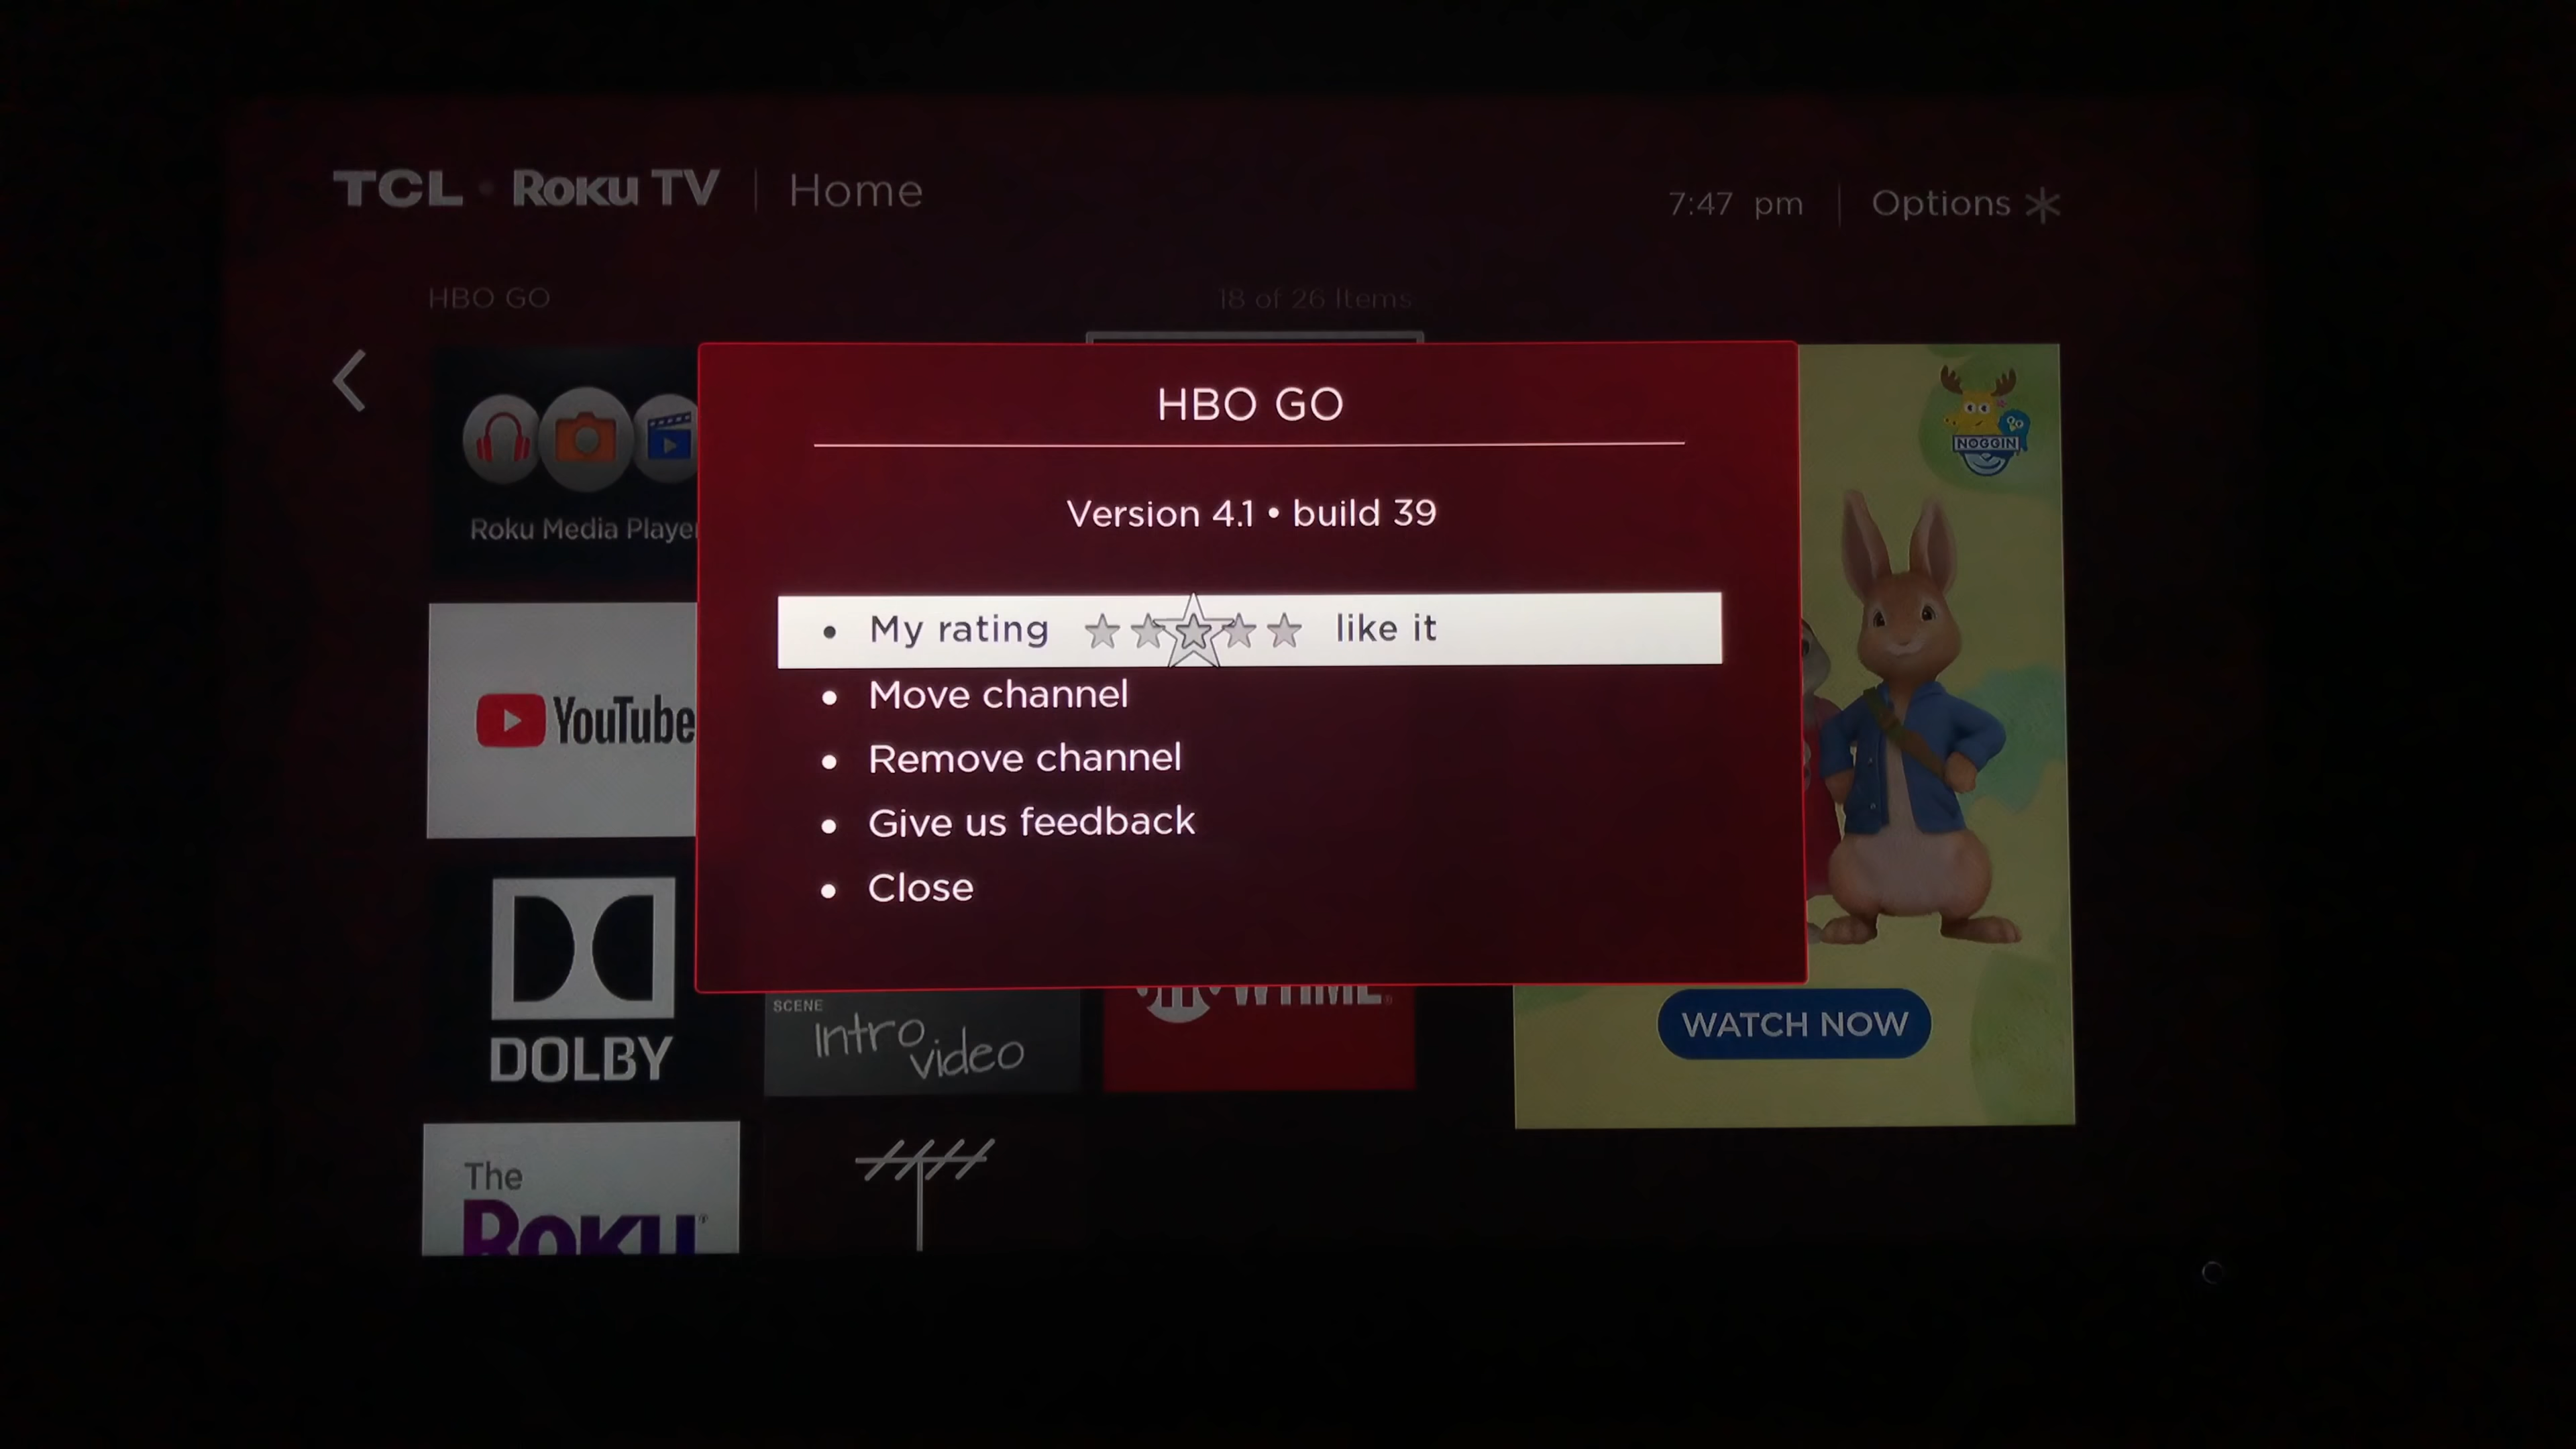 TCL • ROKU TV | Home
7:47 pm | Options
HBO GO
18 of 26 Items
Roku Media Player
YouTube
DOLBY
The
ROKU
HBO GO
Version 4.1 • build 39
• My rating like it
• Move channel
• Remove channel
• Give us feedback
• Close
SCENE
Intro
video
SHOWTIME
NOGGIN
WATCH NOW